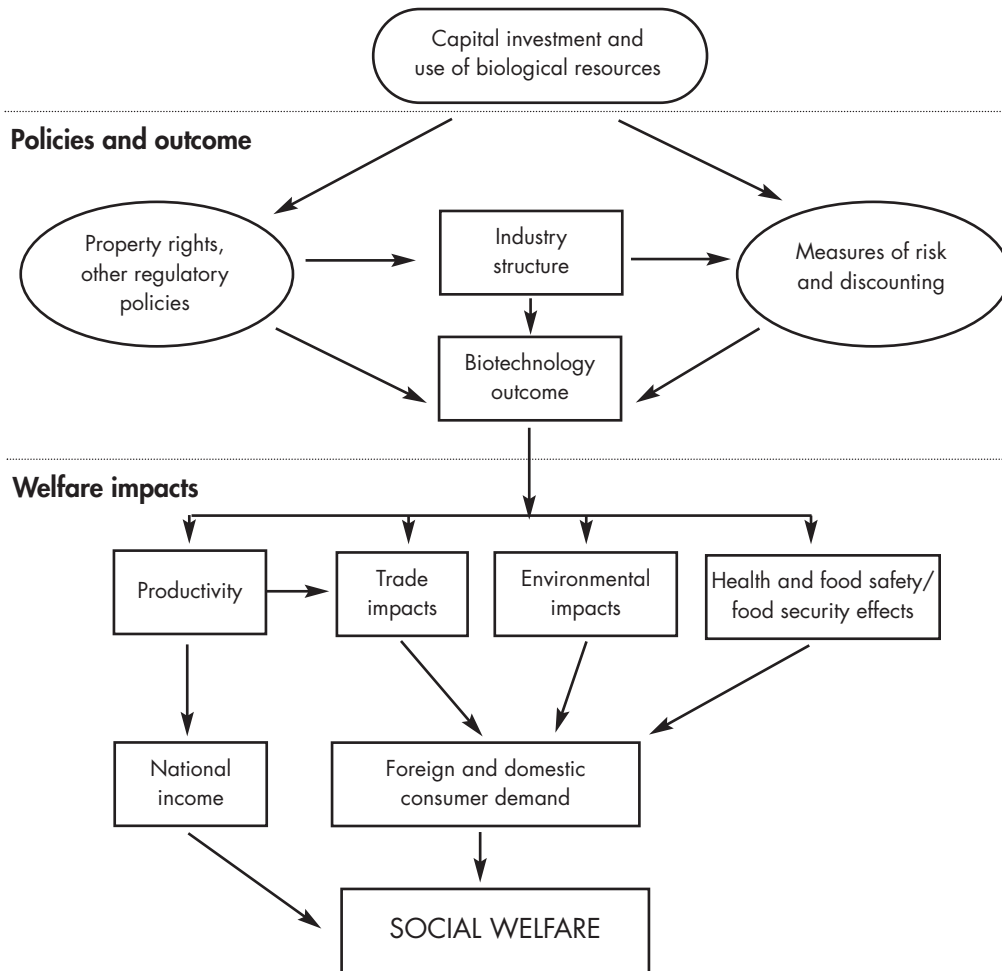 Capital investment and
use of biological resources
Policies and outcome
Property rights,
other regulatory
policies
Industry
structure
Measures of risk
and discounting
Biotechnology
outcome
Welfare impacts
Productivity
Trade
impacts
Environmental
impacts
Health and food safety/
food security effects
National
income
Foreign and domestic
consumer demand
SOCIAL WELFARE